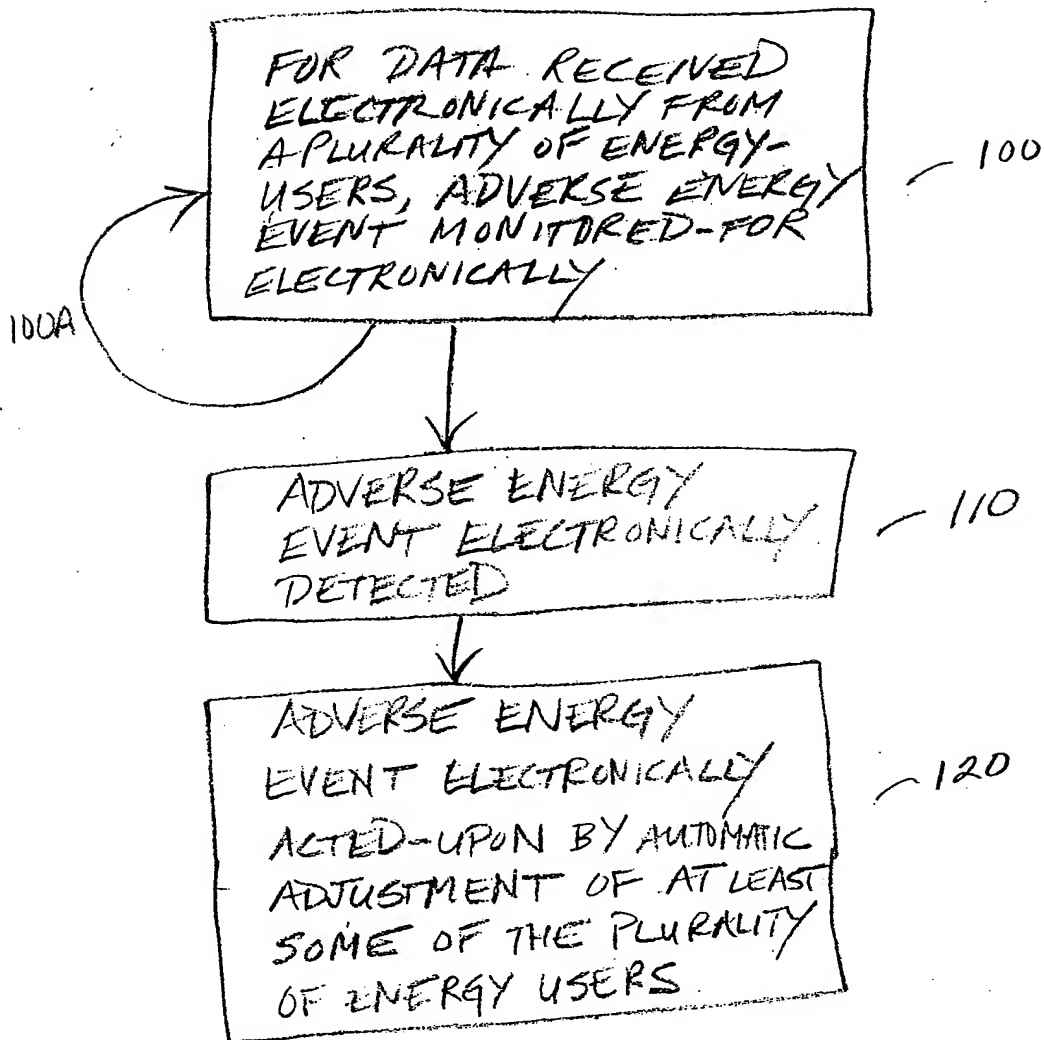 FOR DATA RECEIVED
ELECTRONICALLY FROM
A PLURALITY OF ENERGY-
USERS, ADVERSE ENERGY
EVENT MONITORED-FOR
ELECTRONICALLY
100
100A
ADVERSE ENERGY
EVENT ELECTRONICALLY
DETECTED
110
ADVERSE ENERGY
EVENT ELECTRONICALLY
ACTED-UPON BY AUTOMATIC
ADJUSTMENT OF AT LEAST
SOME OF THE PLURALITY
OF ENERGY USERS
120